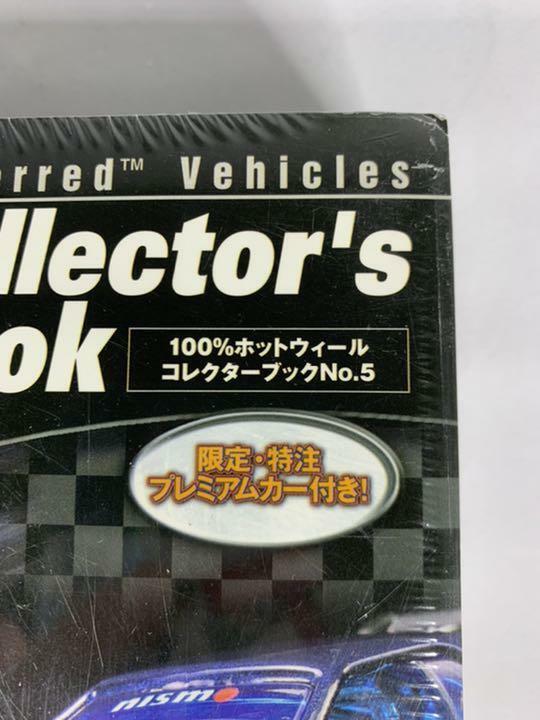 rred™ Vehicles
llector's
ok
100%ホットウィール
コレクターブックNo.5
限定・特注
プレミアムカー付き!
nismo